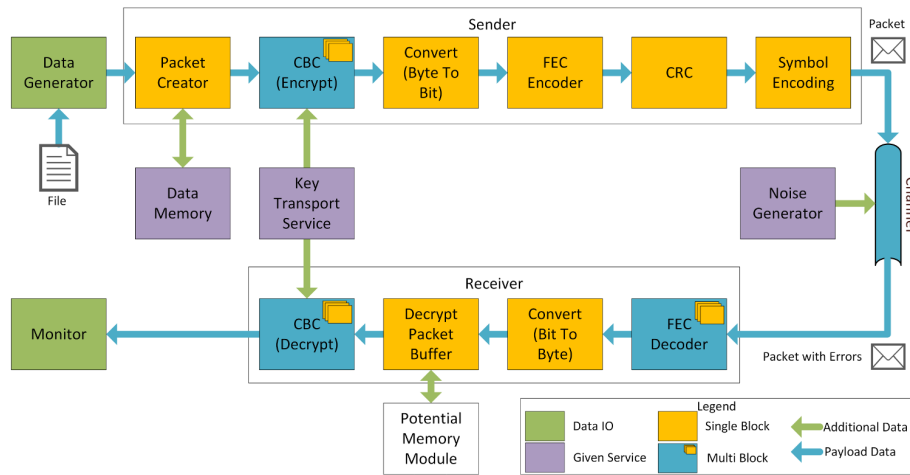 Sender
Packet
Data
Generator
Packet
Creator
CBC
(Encrypt)
Convert
(Byte To
Bit)
FEC
Encoder
CRC
Symbol
Encoding
File
Data
Memory
Key
Transport
Service
Noise
Generator
Channel
Receiver
Monitor
CBC
(Decrypt)
Decrypt
Packet
Buffer
Convert
(Bit To
Byte)
FEC
Decoder
Packet with Errors
Potential
Memory
Module
Legend
Data IO
Single Block
Additional Data
Given Service
Multi Block
Payload Data